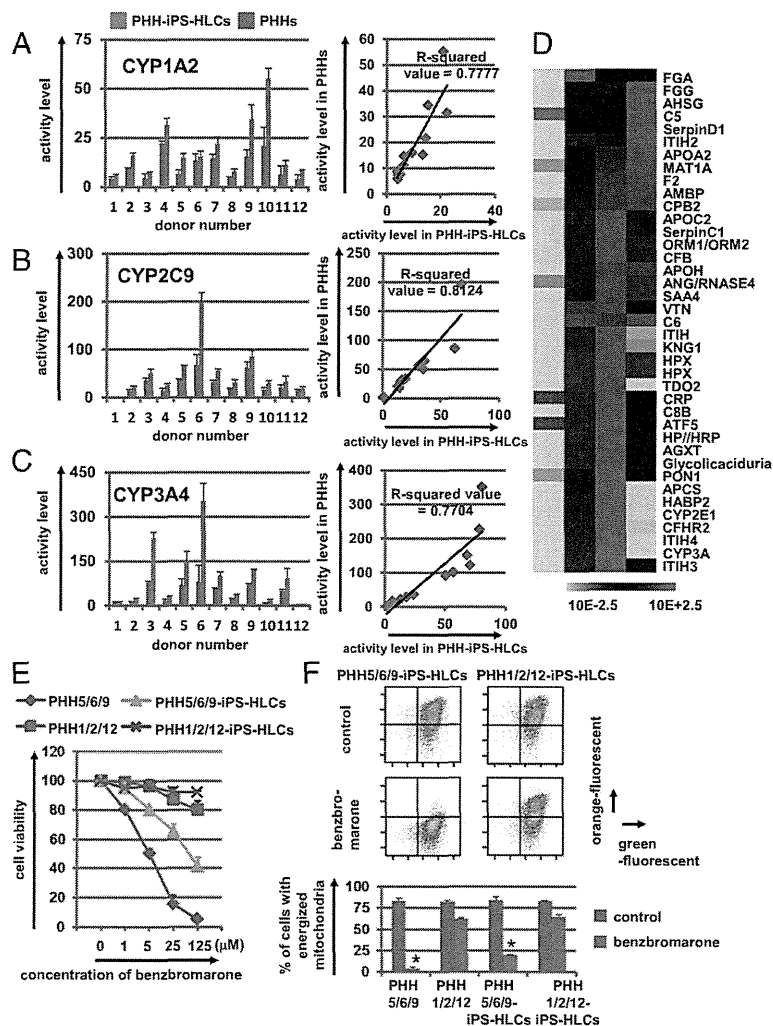 PHH-iPS-HLCs PHHs
A
CYP1A2
activity level
75
50
25
0
1 2 3 4 5 6 7 8 9 10 11 12
donor number
activity level in PHHs
R-squared
value = 0.7777
60
50
40
30
20
10
0
0 20 40
activity level in PHH-iPS-HLCs
B
CYP2C9
activity level
300
200
100
0
1 2 3 4 5 6 7 8 9 10 11 12
donor number
activity level in PHHs
R-squared
value = 0.8124
250
200
150
100
50
0
0 50 100
activity level in PHH-iPS-HLCs
C
CYP3A4
activity level
450
300
150
0
1 2 3 4 5 6 7 8 9 10 11 12
donor number
activity level in PHHs
R-squared value
= 0.7704
400
300
200
100
0
0 50 100
activity level in PHH-iPS-HLCs
D
FGA
FGG
AHSG
C5
SerpinD1
ITIH2
APOA2
MAT1A
F2
AMBP
CPB2
APOC2
SerpinC1
ORM1/ORM2
CFB
APOH
ANG/RNASE4
SAA4
VTN
C6
ITIH
KNG1
HPX
HPX
TDO2
CRP
C8B
ATF5
HP//HRP
AGXT
Glycolicaciduria
PON1
APCS
HABP2
CYP2E1
CFHR2
ITIH4
CYP3A
ITIH3
10E-2.5 10E+2.5
E
PHH5/6/9 PHH5/6/9-iPS-HLCs
PHH1/2/12 PHH1/2/12-iPS-HLCs
cell viability
120
100
80
60
40
20
0
0 1 5 25 125 (μM)
concentration of benzbromarone
F
PHH5/6/9-iPS-HLCs PHH1/2/12-iPS-HLCs
control
benzbro-
marone
orange-fluorescent
green
-fluorescent
% of cells with
energized
mitochondria
100
75
50
25
0
* *
control
benzbromarone
PHH PHH PHH PHH
5/6/9 1/2/12 5/6/9- 1/2/12-
iPS-HLCs iPS-HLCs